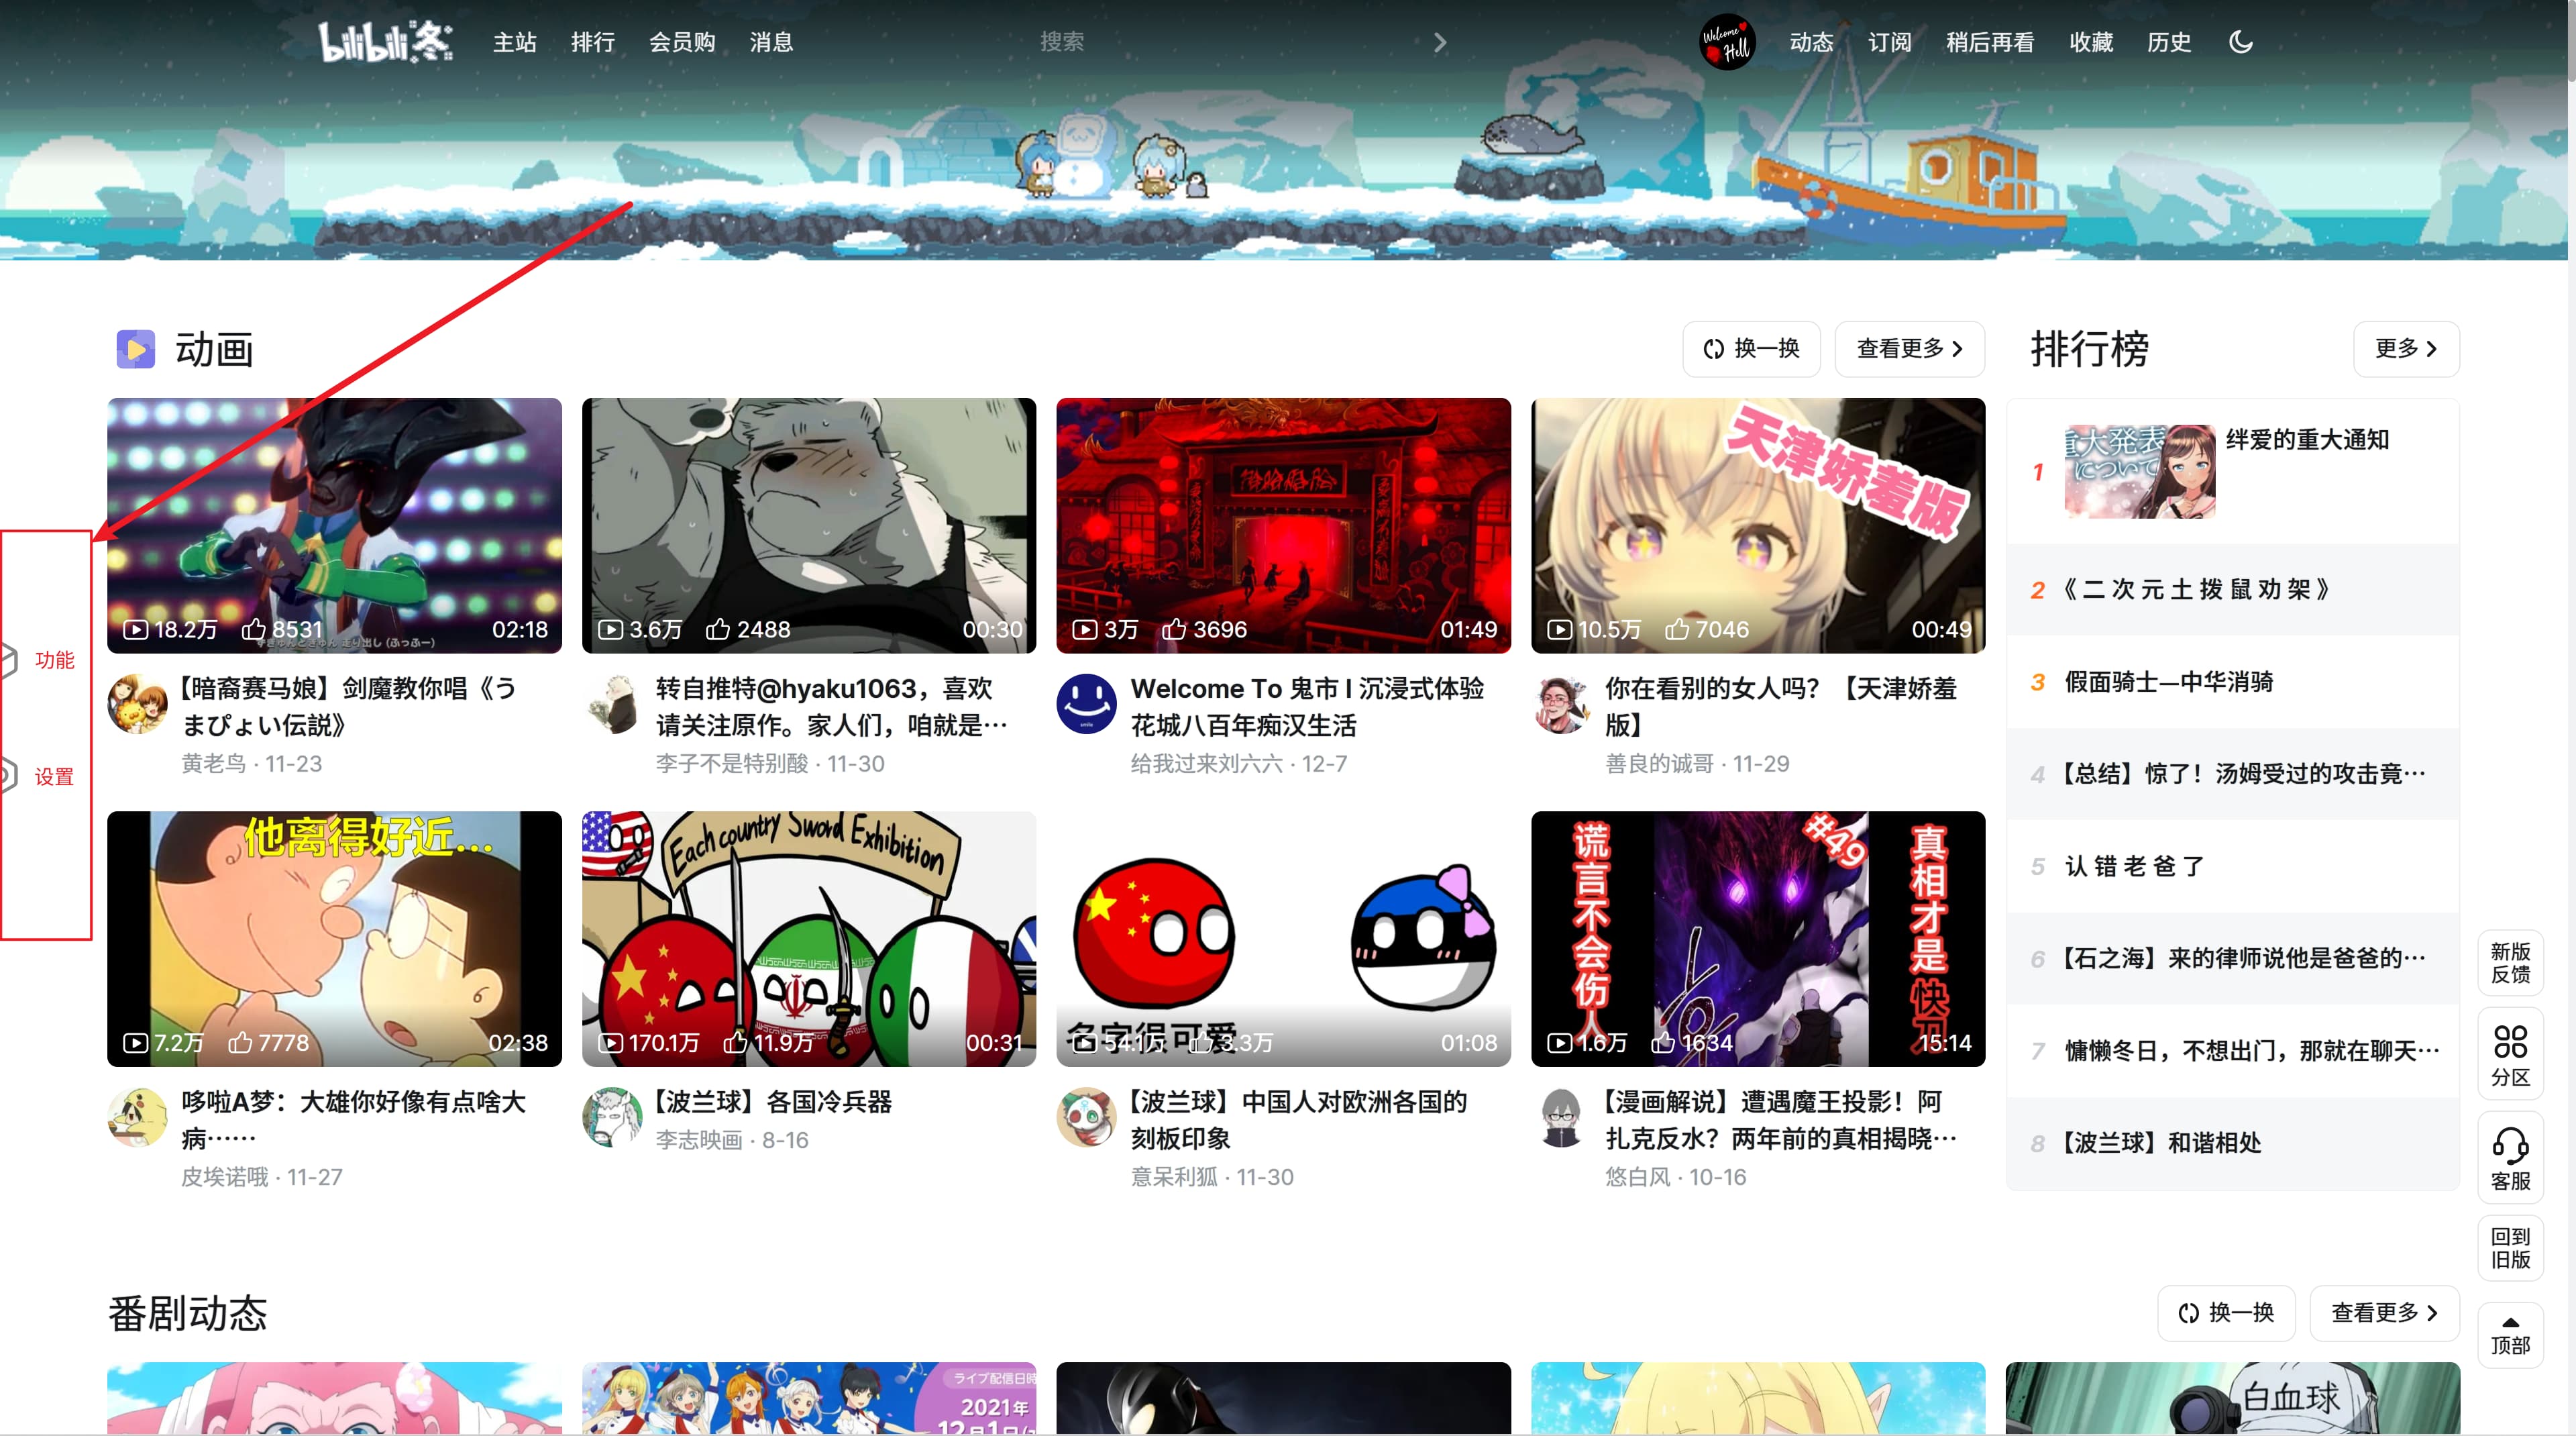 bilibili 冬
主站
排行
会员购
消息
搜索
Welcome
Hell
动态
订阅
稍后再看
收藏
历史
动画
换一换
查看更多
排行榜
更多
功能
设置
18.2万
8531
02:18
【暗裔赛马娘】剑魔教你唱《う
まぴょい伝説》
黄老鸟 · 11-23
3.6万
2488
00:30
转自推特@hyaku1063，喜欢
请关注原作。家人们，咱就是…
李子不是特别酸 · 11-30
3万
3696
01:49
Welcome To 鬼市 I 沉浸式体验
花城八百年痴汉生活
给我过来刘六六 · 12-7
天津娇羞版
10.5万
7046
00:49
你在看别的女人吗？【天津娇羞
版】
善良的诚哥 · 11-29
他离得好近...
7.2万
7778
02:38
哆啦A梦：大雄你好像有点啥大
病……
皮埃诺哦 · 11-27
Each country Sword Exhibition
170.1万
11.9万
00:31
【波兰球】各国冷兵器
李志映画 · 8-16
名字很可爱
54.1万
3.3万
01:08
【波兰球】中国人对欧洲各国的
刻板印象
意呆利狐 · 11-30
谎言不会伤人
#49
真相才是快刀
1.6万
1634
15:14
【漫画解说】遭遇魔王投影！阿
扎克反水？两年前的真相揭晓…
悠白风 · 10-16
1
重大発表
について
绊爱的重大通知
2 《 二 次 元 土 拨 鼠 劝 架 》
3 假面骑士—中华消骑
4 【总结】惊了！汤姆受过的攻击竟…
5 认 错 老 爸 了
6 【石之海】来的律师说他是爸爸的…
7 慵懒冬日，不想出门，那就在聊天…
8 【波兰球】和谐相处
新版
反馈
分区
客服
回到
旧版
顶部
番剧动态
换一换
查看更多
ライブ配信日時
2021年
白血球